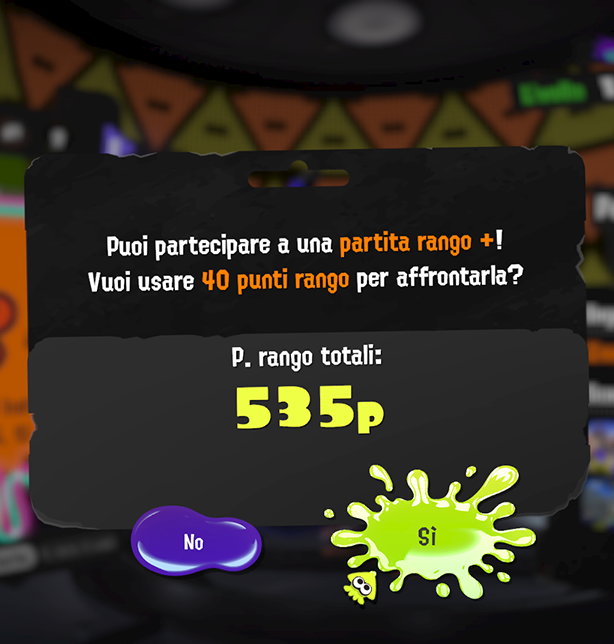 Puoi partecipare a una partita rango +!
Vuoi usare 40 punti rango per affrontarla?
P. rango totali:
535p
No
Sì